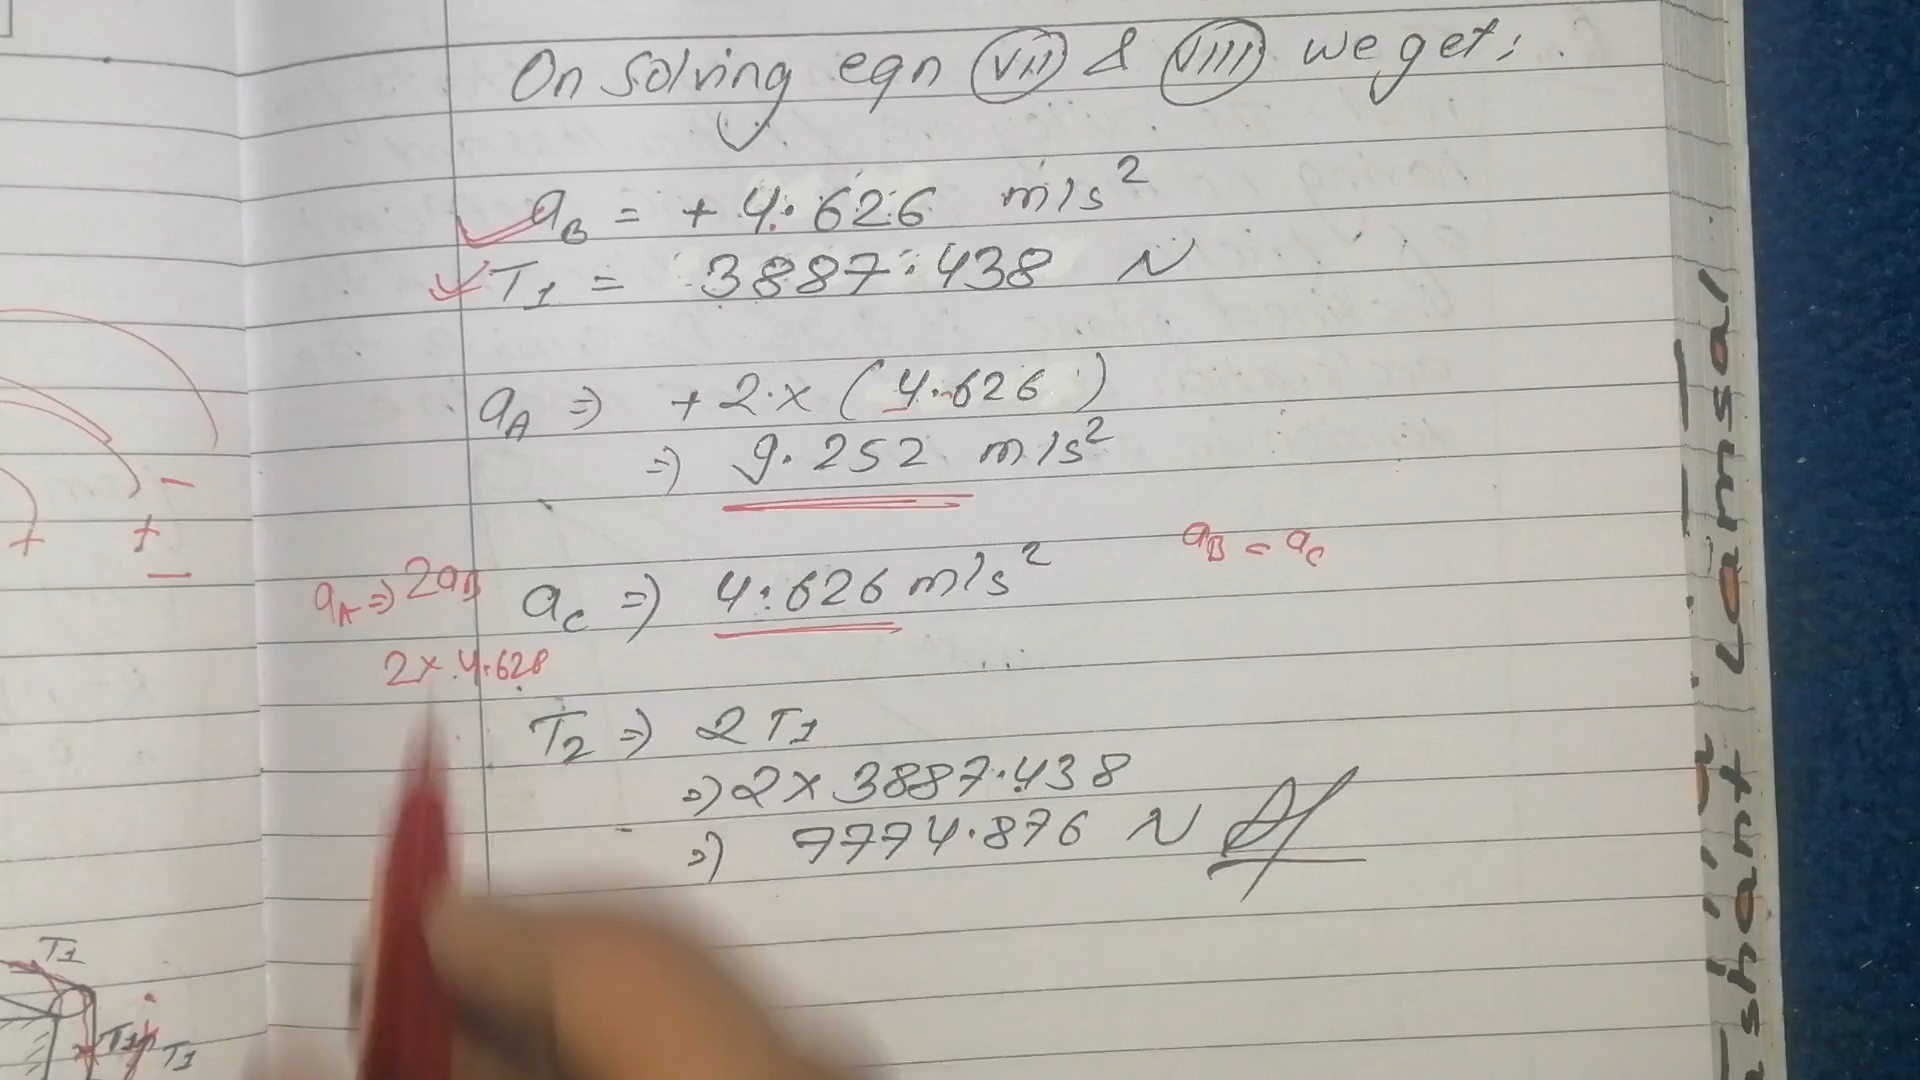 On solving eqn (VII) & (VIII) we get;
aB = + 4.626 m/s²
T1 = 3887.438 N
aA ⇒ + 2 × (4.626)
⇒ 9.252 m/s²
aB = aC
aA ⇒ 2aB
aC ⇒ 4.626 m/s²
2 × 4.628
T2 ⇒ 2T1
⇒ 2 × 3887.438
⇒ 7774.876 N
- + + -
T1
T1
T1
Lamsal